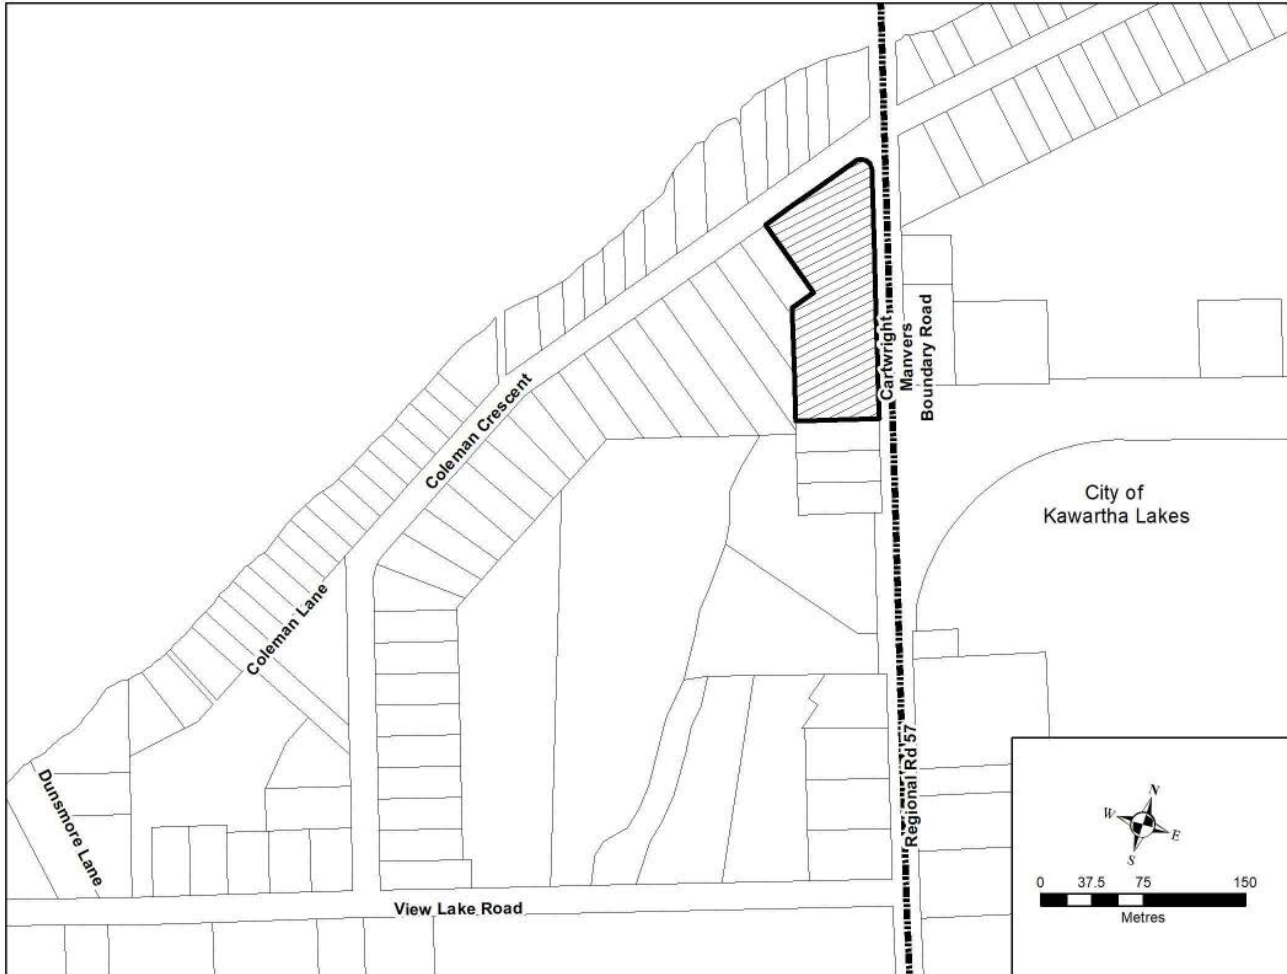 Cartwright
Manvers
Boundary Road
Coleman Crescent
City of
Kawartha Lakes
Coleman Lane
Dunsmore Lane
Regional Rd 57
View Lake Road
N
W
E
S
0 37.5 75 150
Metres